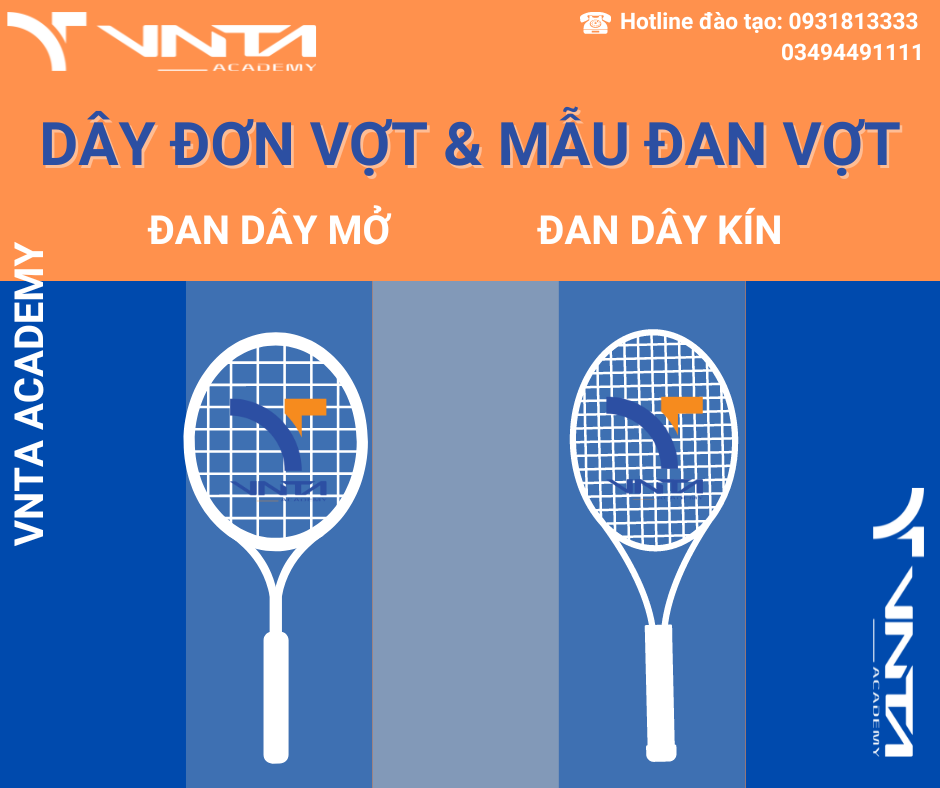 VNTA
ACADEMY
Hotline đào tạo: 0931813333
03494491111
DÂY ĐƠN VỢT & MẪU ĐAN VỢT
ĐAN DÂY MỞ
ĐAN DÂY KÍN
VNTA ACADEMY
VNTA
VNTA
VNTA
ACADEMY